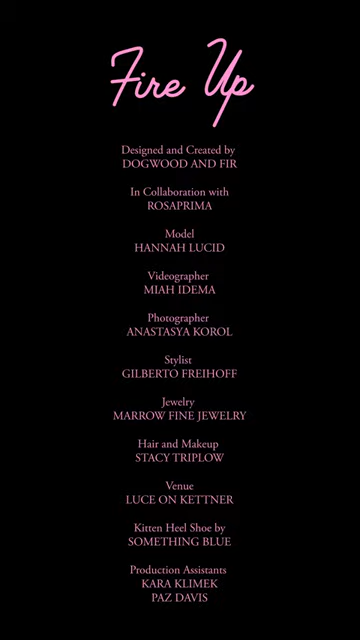 Fire Up
Designed and Created by
DOGWOOD AND FIR
In Collaboration with
ROSAPRIMA
Model
HANNAH LUCID
Videographer
MIAH IDEMA
Photographer
ANASTASYA KOROL
Stylist
GILBERTO FREIHOFF
Jewelry
MARROW FINE JEWELRY
Hair and Makeup
STACY TRIPLOW
Venue
LUCE ON KETTNER
Kitten Heel Shoe by
SOMETHING BLUE
Production Assistants
KARA KLIMEK
PAZ DAVIS